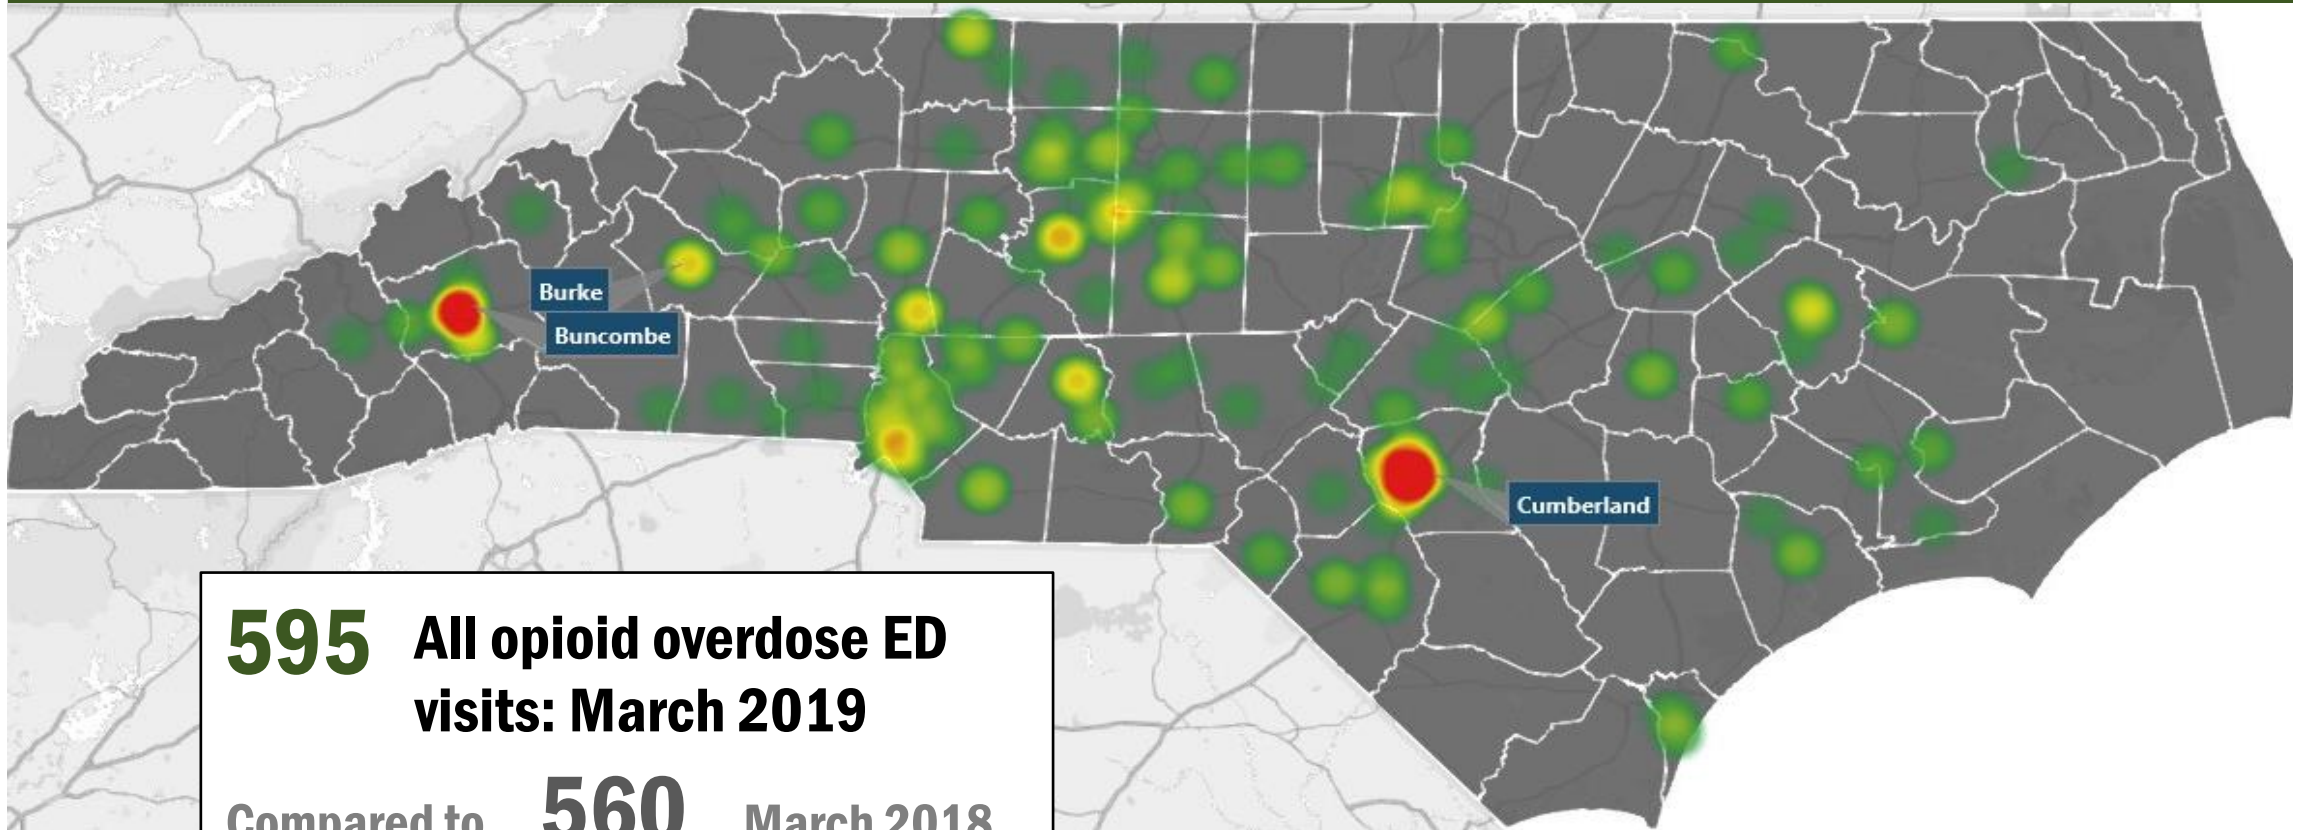 Burke
Buncombe
Cumberland
595 All opioid overdose ED
visits: March 2019
Compared to 560 March 2018